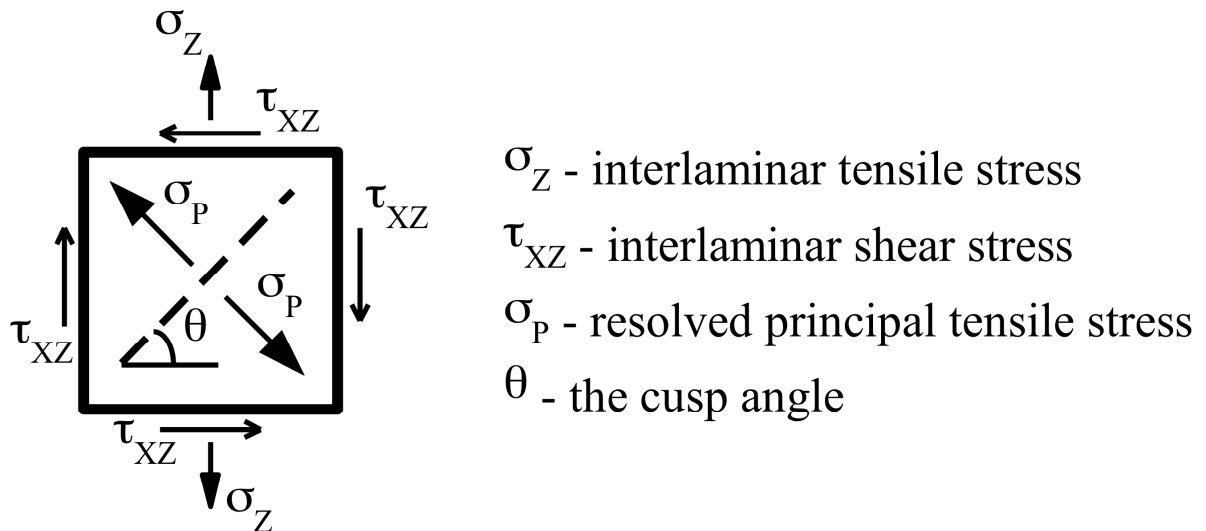 σZ
τXZ
σP
τXZ
σP
θ
τXZ
τXZ
σZ
σZ - interlaminar tensile stress
τXZ - interlaminar shear stress
σP - resolved principal tensile stress
θ - the cusp angle